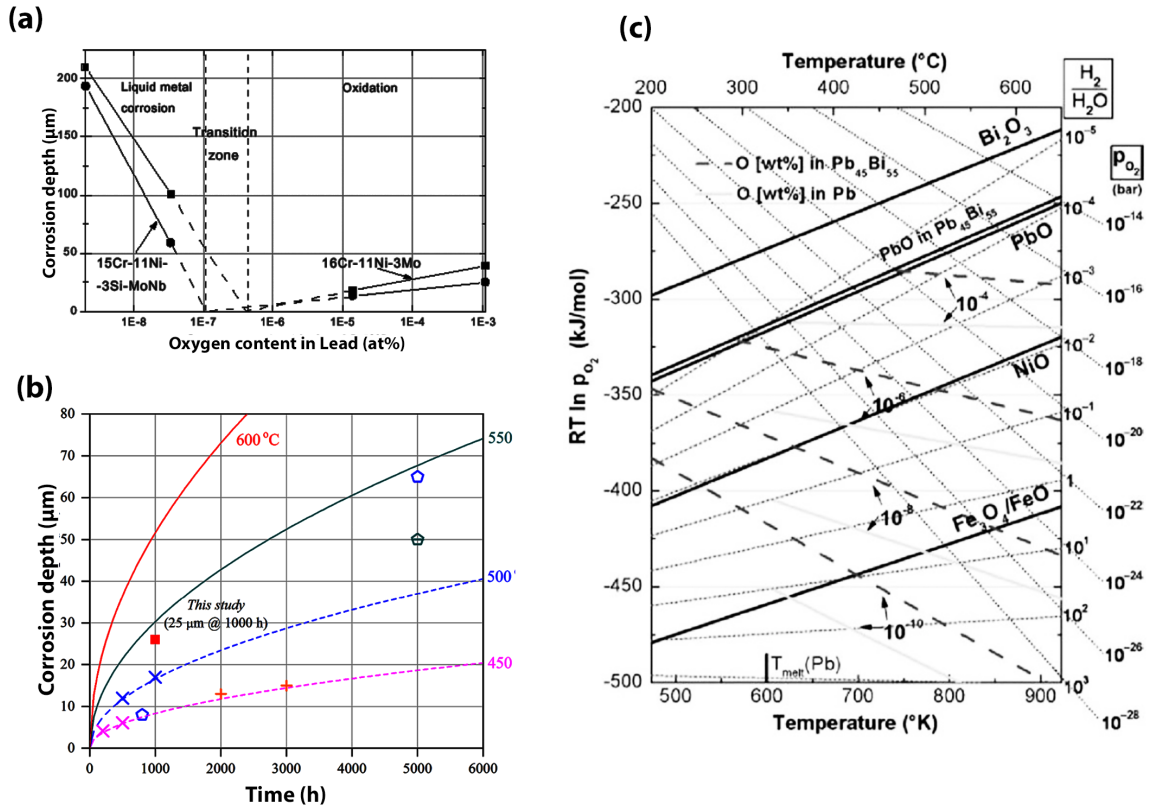 (a)
Corrosion depth (µm)
200
150
100
50
0
Liquid metal
corrosion
Transition
zone
Oxidation
15Cr-11Ni-
-3Si-MoNb
16Cr-11Ni-3Mo
1E-8
1E-7
1E-6
1E-5
1E-4
1E-3
Oxygen content in Lead (at%)
(b)
Corrosion depth (µm)
80
70
60
50
40
30
20
10
0
600°C
550
500'
450
This study
(25 µm @ 1000 h)
0
1000
2000
3000
4000
5000
6000
Time (h)
(c)
Temperature (°C)
200
300
400
500
600
H₂
H₂O
RT ln p_O₂ (kJ/mol)
-200
-250
-300
-350
-400
-450
-500
O [wt%] in Pb₄₅Bi₅₅
O [wt%] in Pb
Bi₂O₃
PbO in Pb₄₅Bi₅₅
PbO
NiO
Fe₃O₄/FeO
10⁻⁴
10⁻⁶
10⁻⁸
10⁻¹⁰
T_melt(Pb)
10⁻⁵
10⁻⁴
10⁻³
10⁻²
10⁻¹
1
10¹
10²
10³
p_O₂
(bar)
10⁻¹⁴
10⁻¹⁶
10⁻¹⁸
10⁻²⁰
10⁻²²
10⁻²⁴
10⁻²⁶
10⁻²⁸
500
600
700
800
900
Temperature (°K)